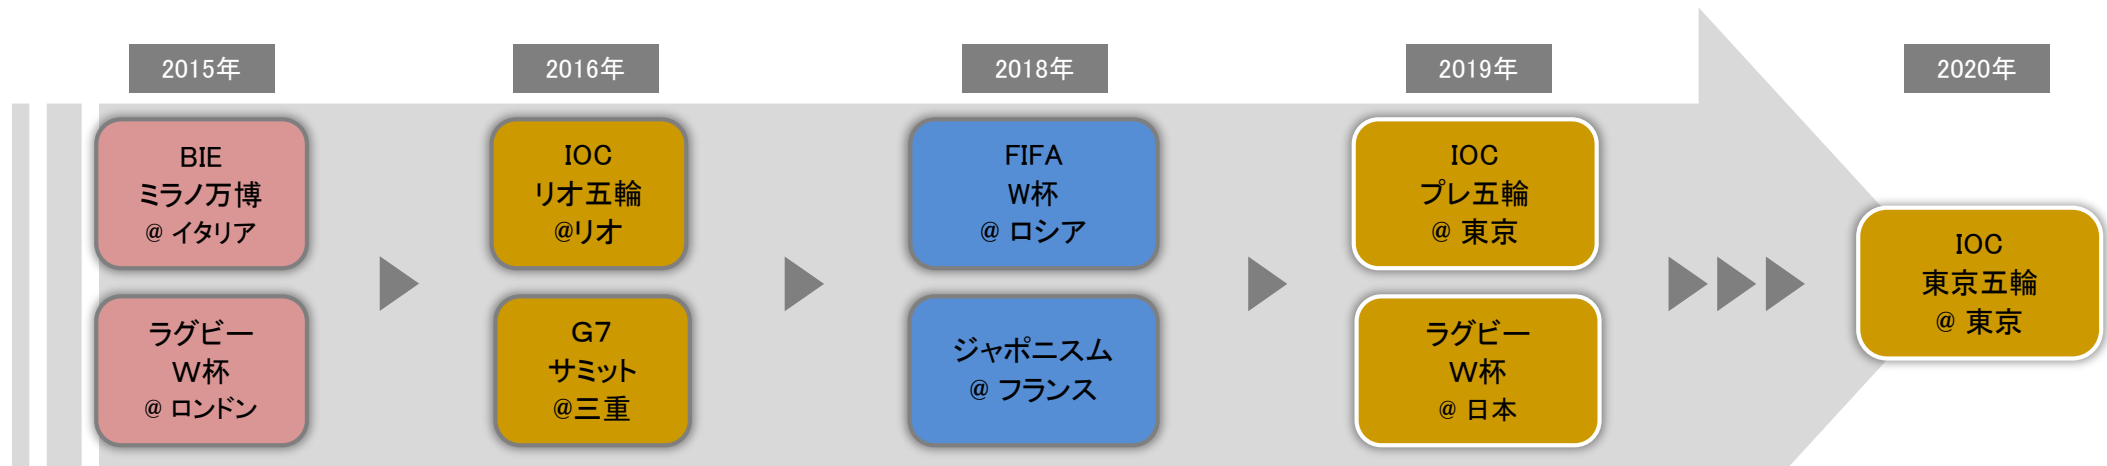 2015年
2016年
2018年
2019年
2020年
BIE
ミラノ万博
@ イタリア
IOC
リオ五輪
@リオ
FIFA
W杯
@ ロシア
IOC
プレ五輪
@ 東京
ラグビー
W杯
@ ロンドン
G7
サミット
@三重
ジャポニスム
@ フランス
ラグビー
W杯
@ 日本
IOC
東京五輪
@ 東京